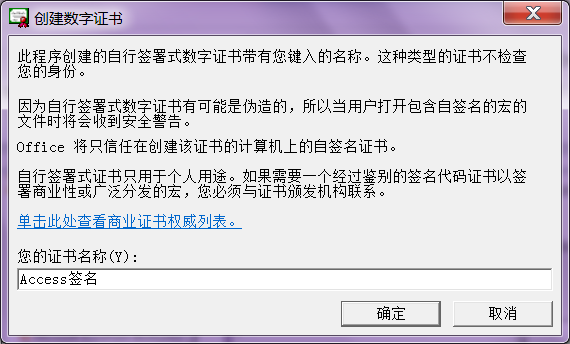 创建数字证书
此程序创建的自行签署式数字证书带有您键入的名称。这种类型的证书不检查
您的身份。
因为自行签署式数字证书有可能是伪造的，所以当用户打开包含自签名的宏的
文件时将会收到安全警告。
Office 将只信任在创建该证书的计算机上的自签名证书。
自行签署式证书只用于个人用途。如果需要一个经过鉴别的签名代码证书以签
署商业性或广泛分发的宏，您必须与证书颁发机构联系。
单击此处查看商业证书权威列表。
您的证书名称(Y):
Access签名
确定
取消